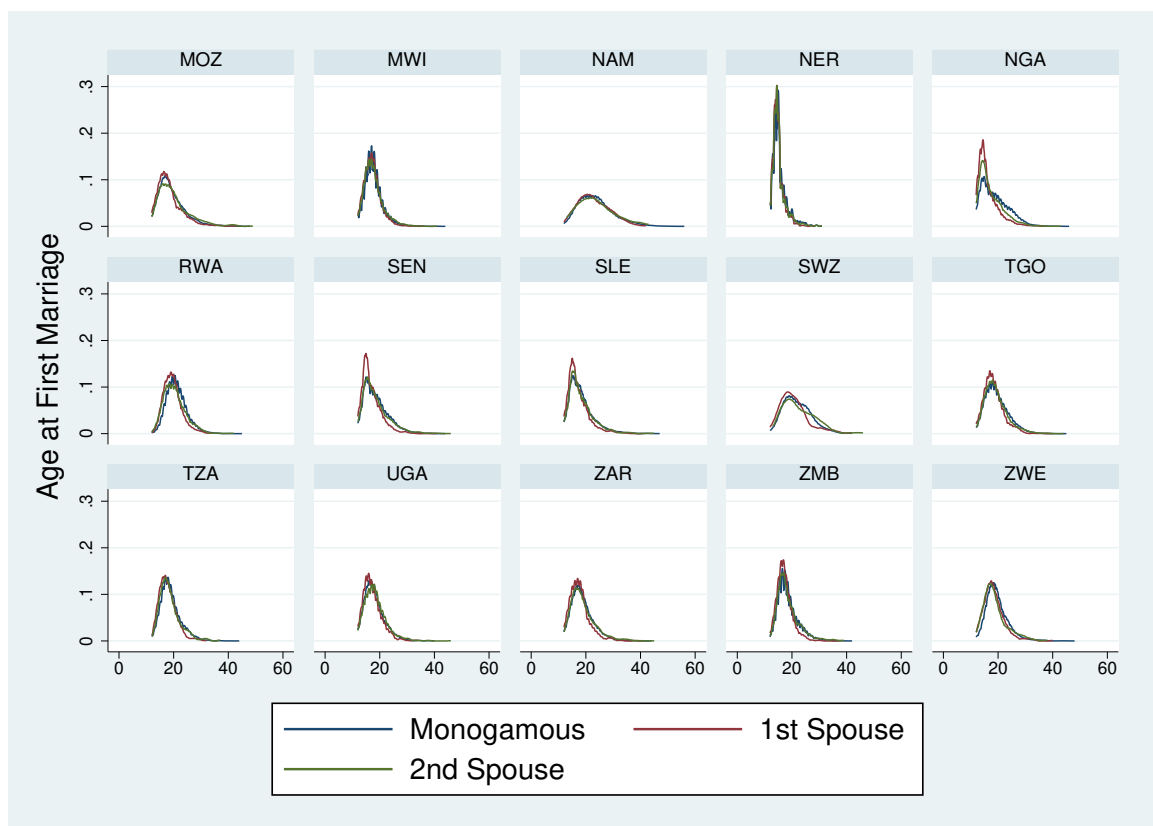 MOZ MWI NAM NER NGA
.3
.2
.1
0
RWA SEN SLE SWZ TGO
.3
.2
.1
0
TZA UGA ZAR ZMB ZWE
.3
.2
.1
0
0 20 40 60 0 20 40 60 0 20 40 60 0 20 40 60 0 20 40 60
Age at First Marriage
Monogamous 1st Spouse
2nd Spouse